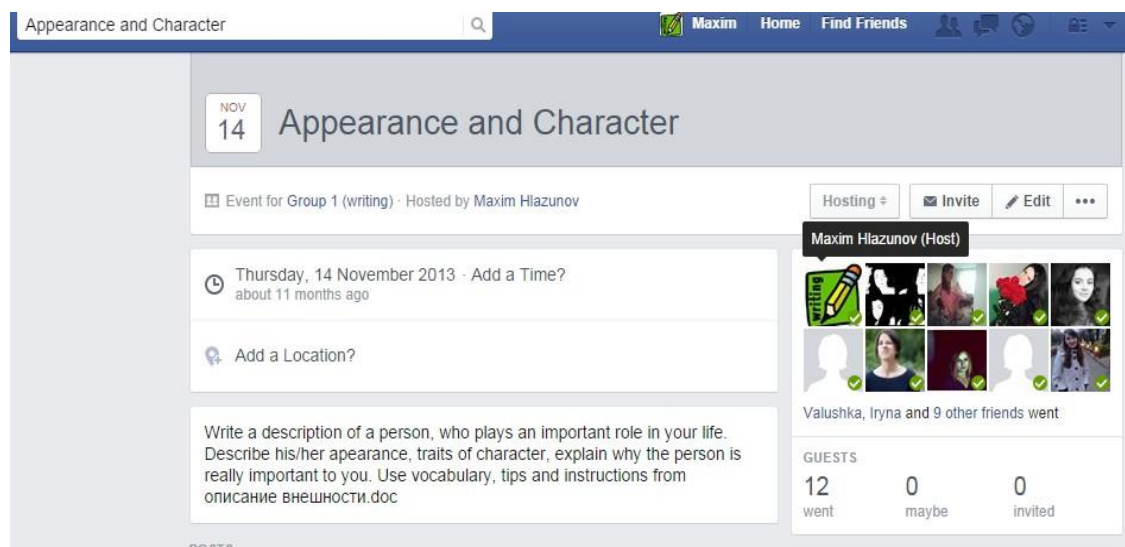 Appearance and Character
Maxim Home Find Friends
NOV
14
Appearance and Character
Event for Group 1 (writing) · Hosted by Maxim Hlazunov
Hosting Invite Edit
Maxim Hlazunov (Host)
Thursday, 14 November 2013 · Add a Time?
about 11 months ago
Add a Location?
writing
Valushka, Iryna and 9 other friends went
Write a description of a person, who plays an important role in your life.
Describe his/her apearance, traits of character, explain why the person is
really important to you. Use vocabulary, tips and instructions from
описание внешности.doc
GUESTS
12 0 0
went maybe invited
POSTS